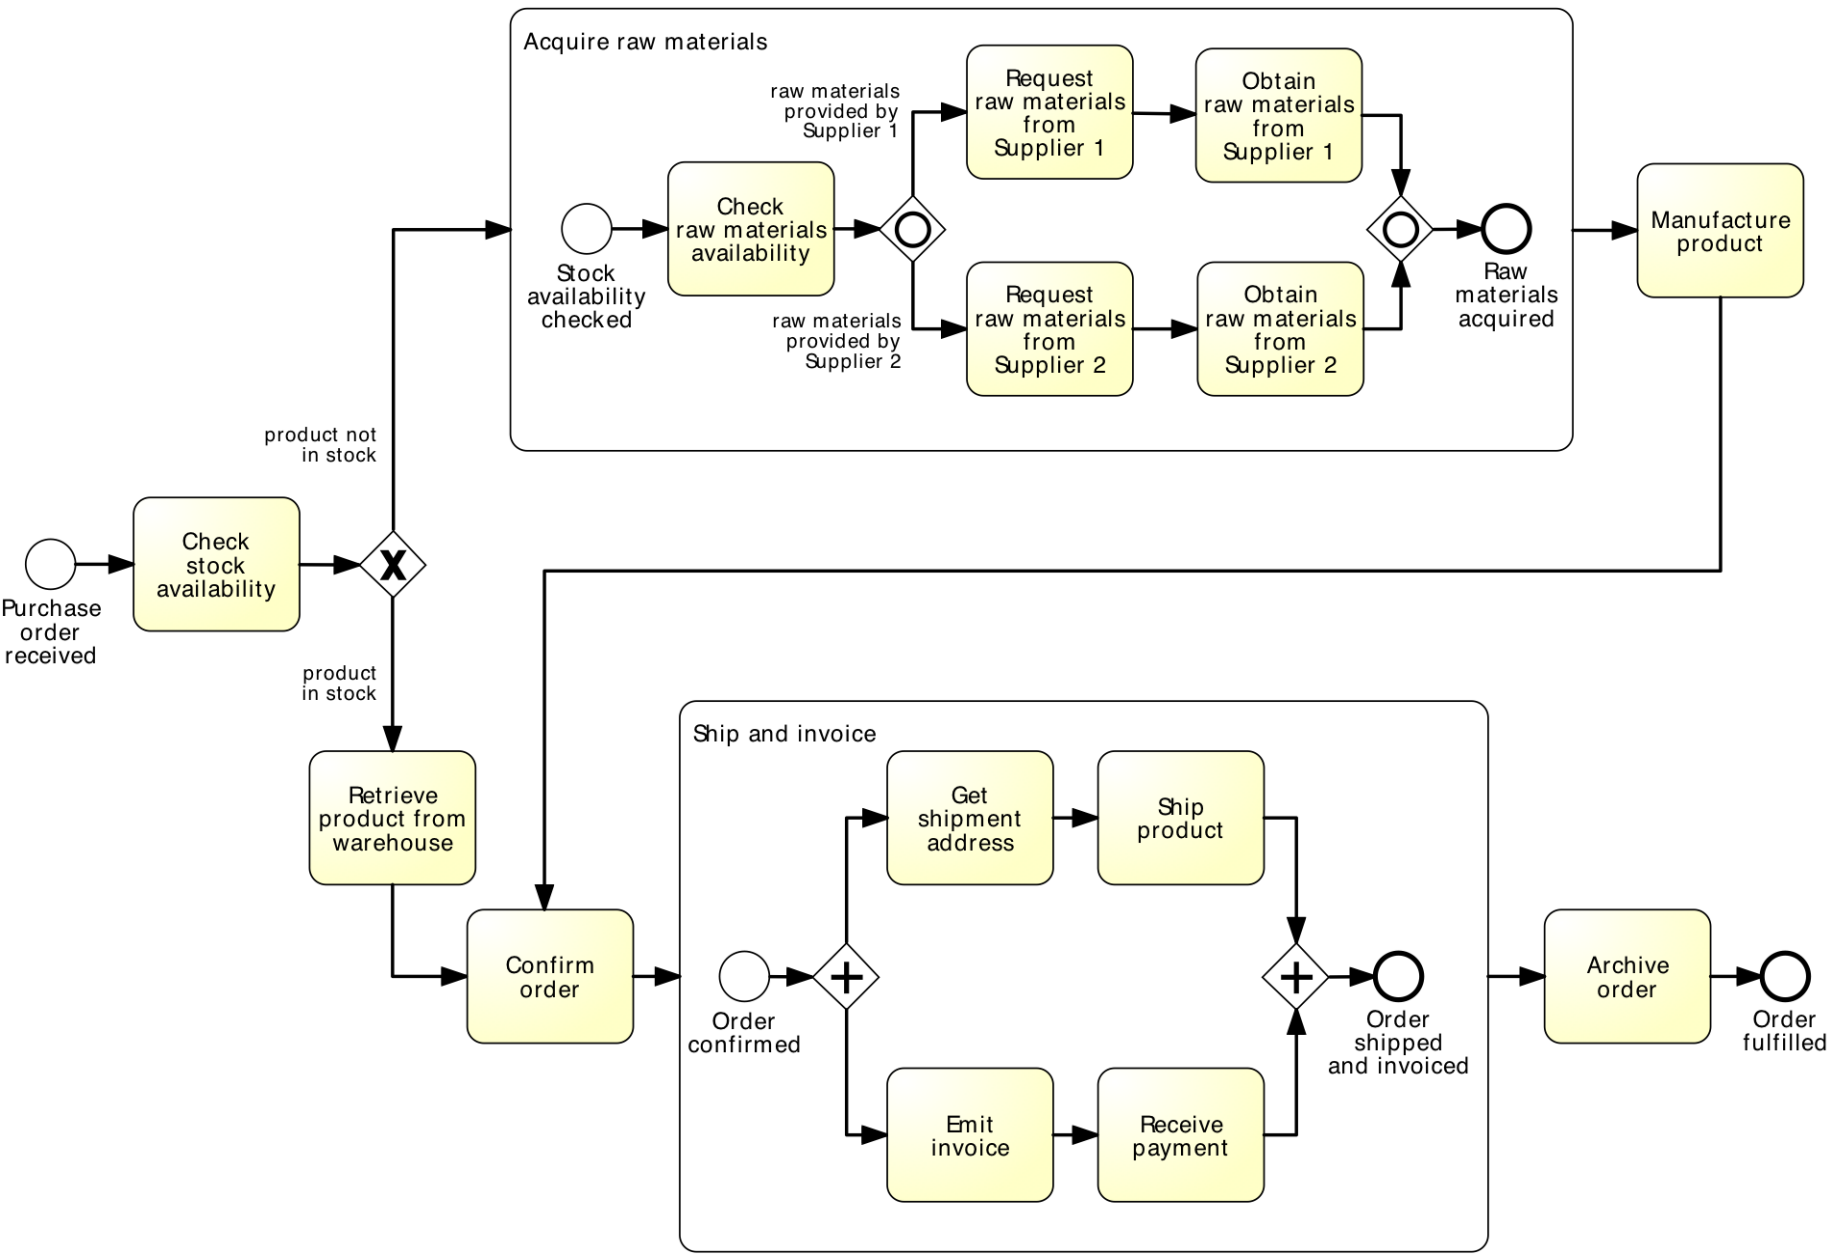 Acquire raw materials
raw materials
provided by
Supplier 1
Request
raw materials
from
Supplier 1
Obtain
raw materials
from
Supplier 1
Stock
availability
checked
Check
raw materials
availability
raw materials
provided by
Supplier 2
Request
raw materials
from
Supplier 2
Obtain
raw materials
from
Supplier 2
Raw
materials
acquired
Manufacture
product
product not
in stock
Purchase
order
received
Check
stock
availability
X
product
in stock
Retrieve
product from
warehouse
Confirm
order
Ship and invoice
Order
confirmed
Get
shipment
address
Ship
product
Emit
invoice
Receive
payment
Order
shipped
and invoiced
Archive
order
Order
fulfilled